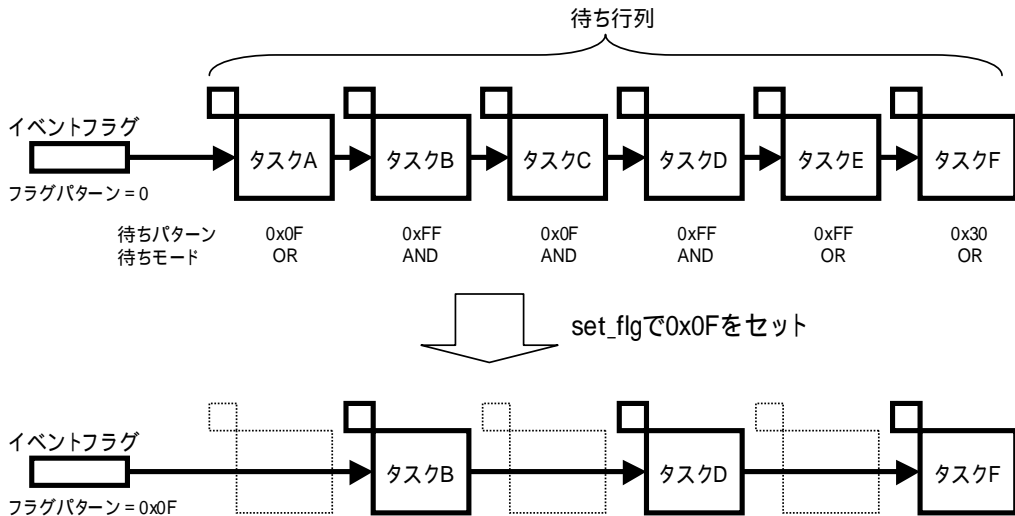 待ち行列
イベントフラグ
フラグパターン = 0
タスクA
タスクB
タスクC
タスクD
タスクE
タスクF
待ちパターン 0x0F 0xFF 0x0F 0xFF 0xFF 0x30
待ちモード OR AND AND AND OR OR
set_flgで0x0Fをセット
イベントフラグ
フラグパターン = 0x0F
タスクB
タスクD
タスクF